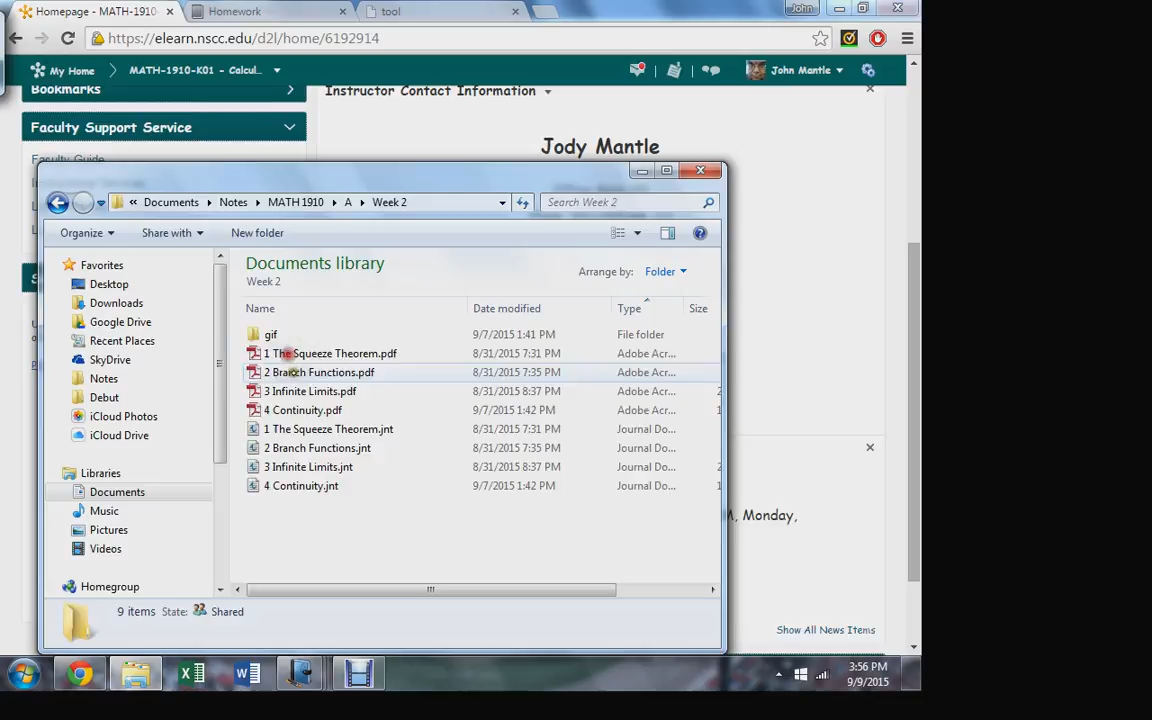 Homepage - MATH-1910-
Homework
tool
John
https://elearn.nscc.edu/d2l/home/6192914
My Home
MATH-1910-K01 - Calcul...
John Mantle
Bookmarks
Instructor Contact Information
Faculty Support Service
Jody Mantle
Faculty Guide
Documents
Notes
MATH 1910
A
Week 2
Search Week 2
Organize
Share with
New folder
Documents library
Week 2
Arrange by:
Folder
Name
Date modified
Type
Size
gif
9/7/2015 1:41 PM
File folder
1 The Squeeze Theorem.pdf
8/31/2015 7:31 PM
Adobe Acr...
2 Branch Functions.pdf
8/31/2015 7:35 PM
Adobe Acr...
3 Infinite Limits.pdf
8/31/2015 8:37 PM
Adobe Acr...
2
4 Continuity.pdf
9/7/2015 1:42 PM
Adobe Acr...
1
1 The Squeeze Theorem.jnt
8/31/2015 7:31 PM
Journal Do...
2 Branch Functions.jnt
8/31/2015 7:35 PM
Journal Do...
3 Infinite Limits.jnt
8/31/2015 8:37 PM
Journal Do...
2
4 Continuity.jnt
9/7/2015 1:42 PM
Journal Do...
1
Favorites
Desktop
Downloads
Google Drive
Recent Places
SkyDrive
Notes
Debut
iCloud Photos
iCloud Drive
Libraries
Documents
Music
Pictures
Videos
Homegroup
9 items
State:
Shared
M, Monday,
Show All News Items
3:56 PM
9/9/2015